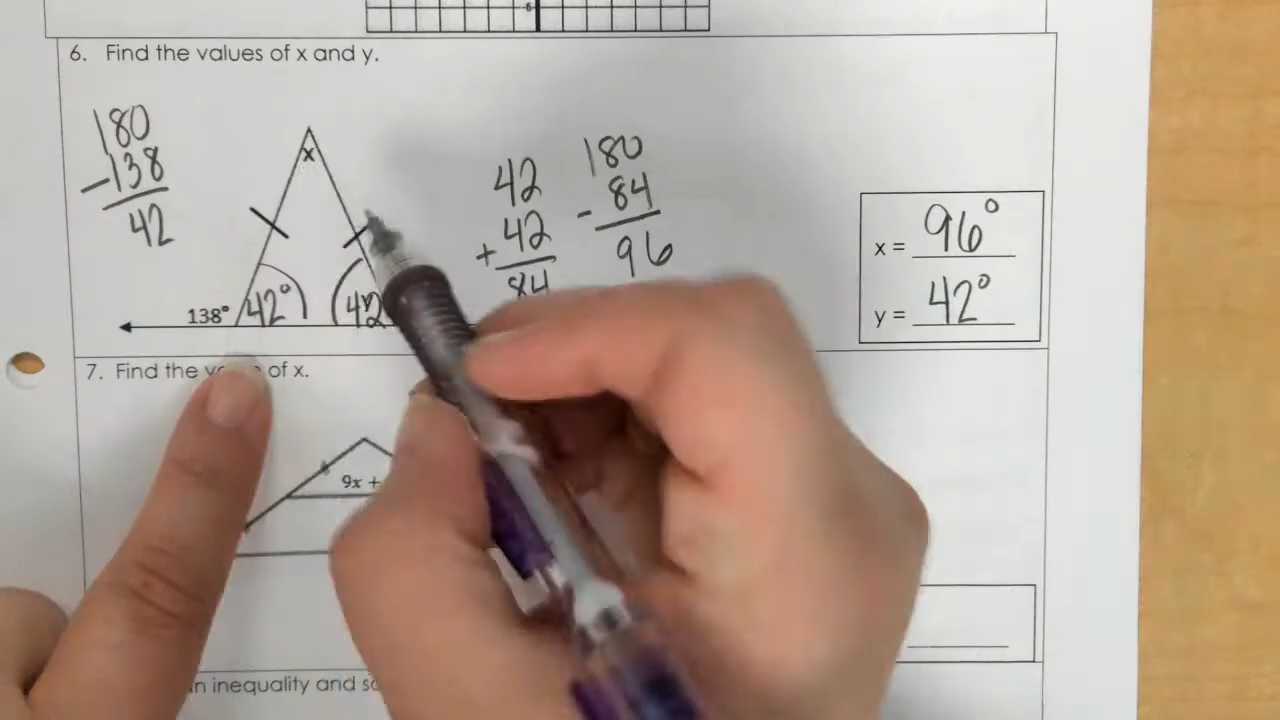 6
6. Find the values of x and y.
180
-138
42
x
138°
42°
42
42
+ 42
84
180
- 84
96
x = 96°
y = 42°
7. Find the of x.
9x +
n inequality and